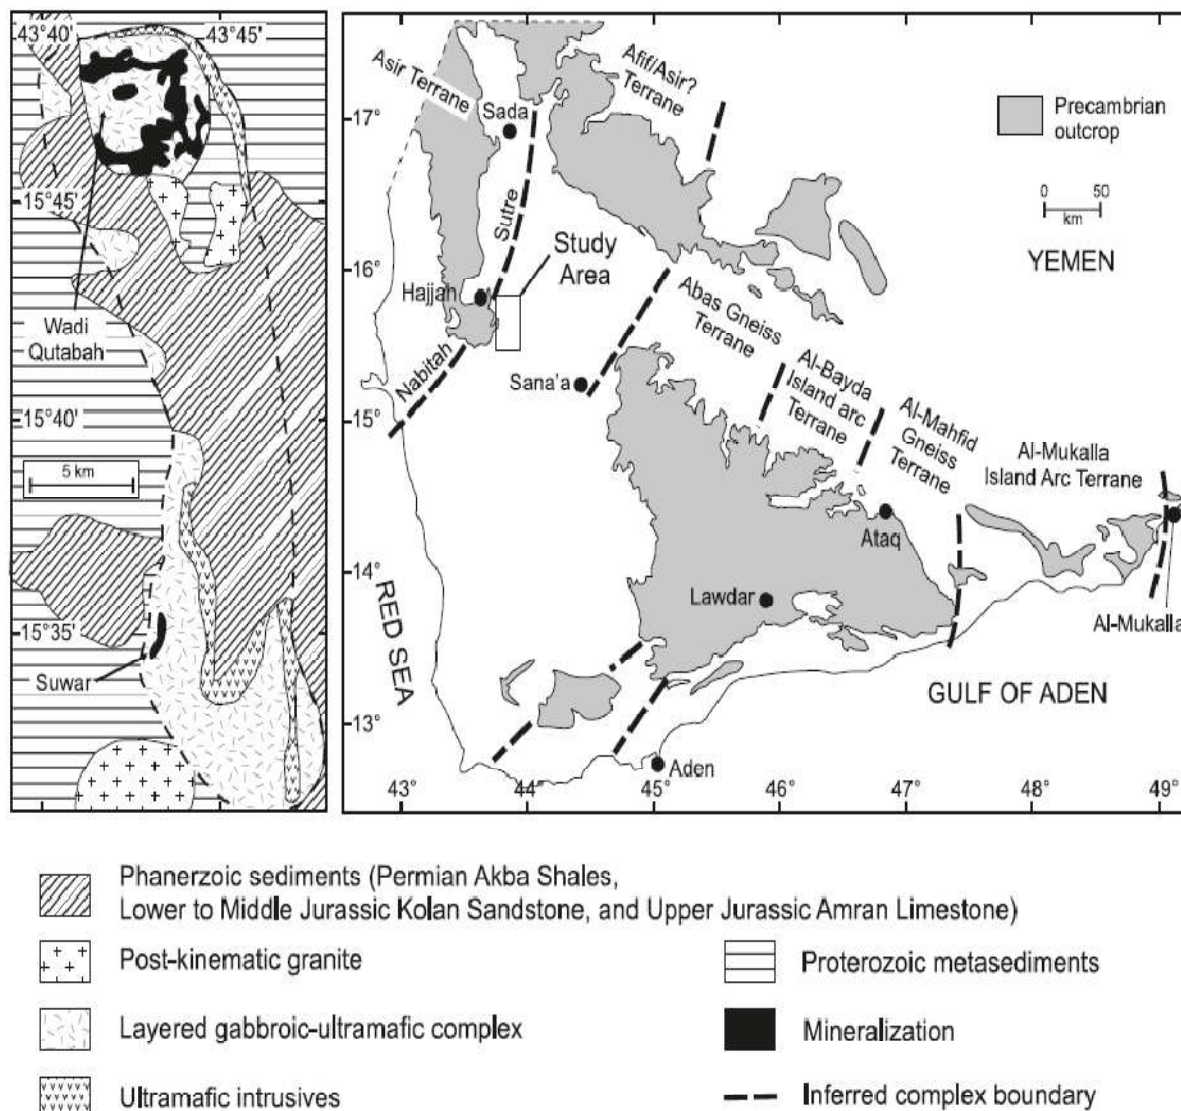 43°40'
43°45'
15°45'
Wadi
Qutabah
15°40'
5 km
15°35'
Suwar
Asir Terrane
Afif/Asir?
Terrane
Sada
Precambrian
outcrop
17°
0 50
km
Sutre
Study
Area
YEMEN
16°
Hajjah
Abas Gneiss
Terrane
Nabitah
Sana'a
Al-Bayda
Island arc
Terrane
15°
Al-Mahfid
Gneiss
Terrane
Al-Mukalla
Island Arc Terrane
Ataq
14°
RED SEA
Lawdar
Al-Mukalla
GULF OF ADEN
13°
Aden
43° 44° 45° 46° 47° 48° 49°
Phanerzoic sediments (Permian Akba Shales,
Lower to Middle Jurassic Kolan Sandstone, and Upper Jurassic Amran Limestone)
Post-kinematic granite
Proterozoic metasediments
Layered gabbroic-ultramafic complex
Mineralization
Ultramafic intrusives
Inferred complex boundary